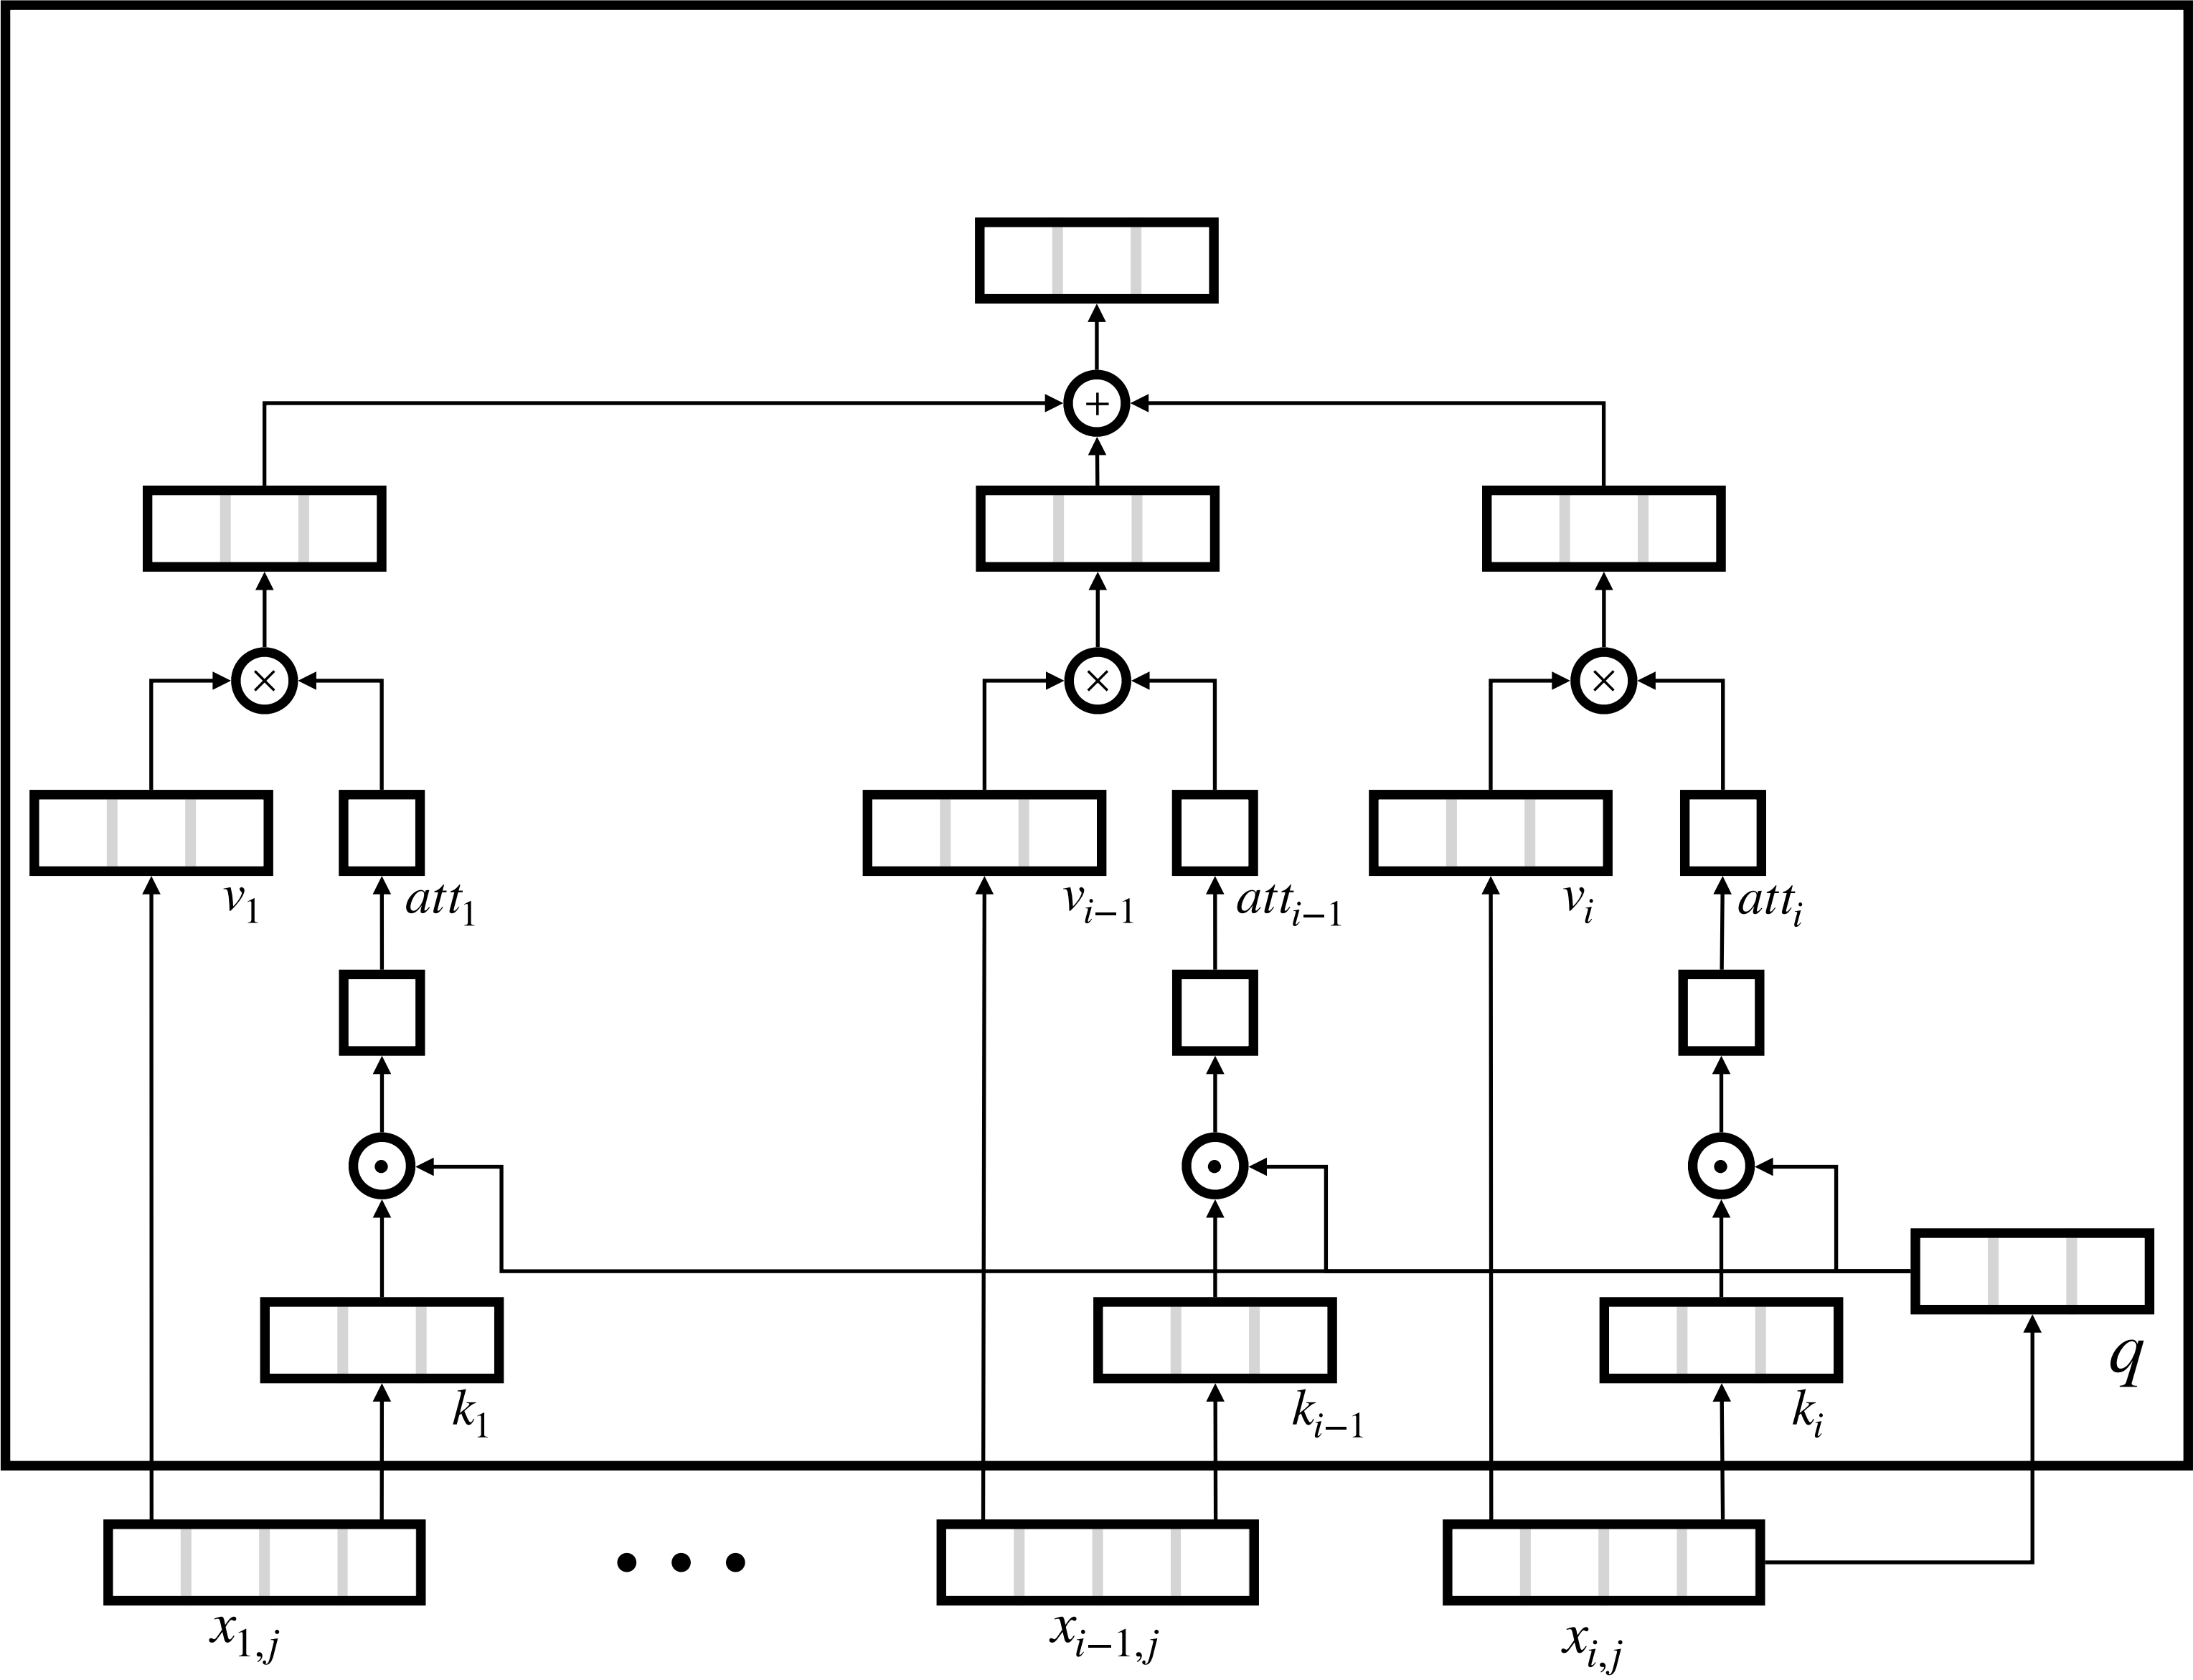 +
× × ×
v₁ att₁ vᵢ₋₁ attᵢ₋₁ vᵢ attᵢ
• • •
q
k₁ kᵢ₋₁ kᵢ
• • •
x₁,ⱼ xᵢ₋₁,ⱼ xᵢ,ⱼ